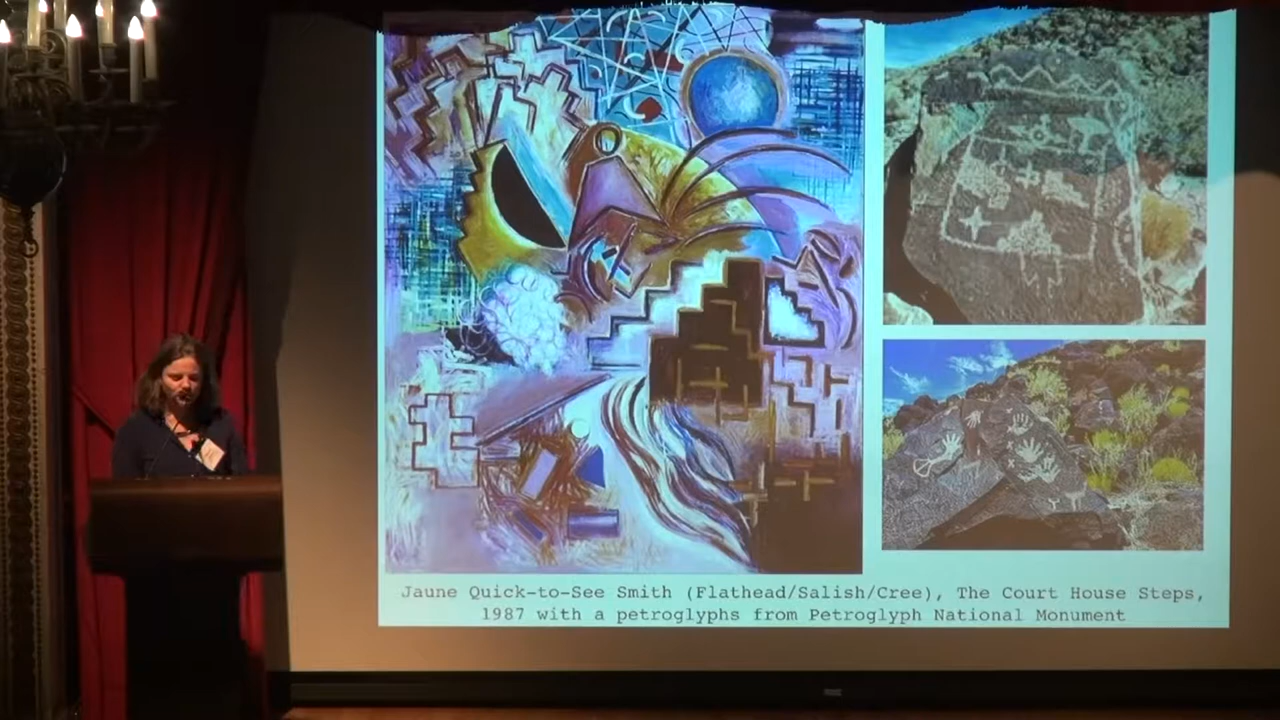 Jaune Quick-to-See Smith (Flathead/Salish/Cree), The Court House Steps,
1987 with a petroglyphs from Petroglyph National Monument